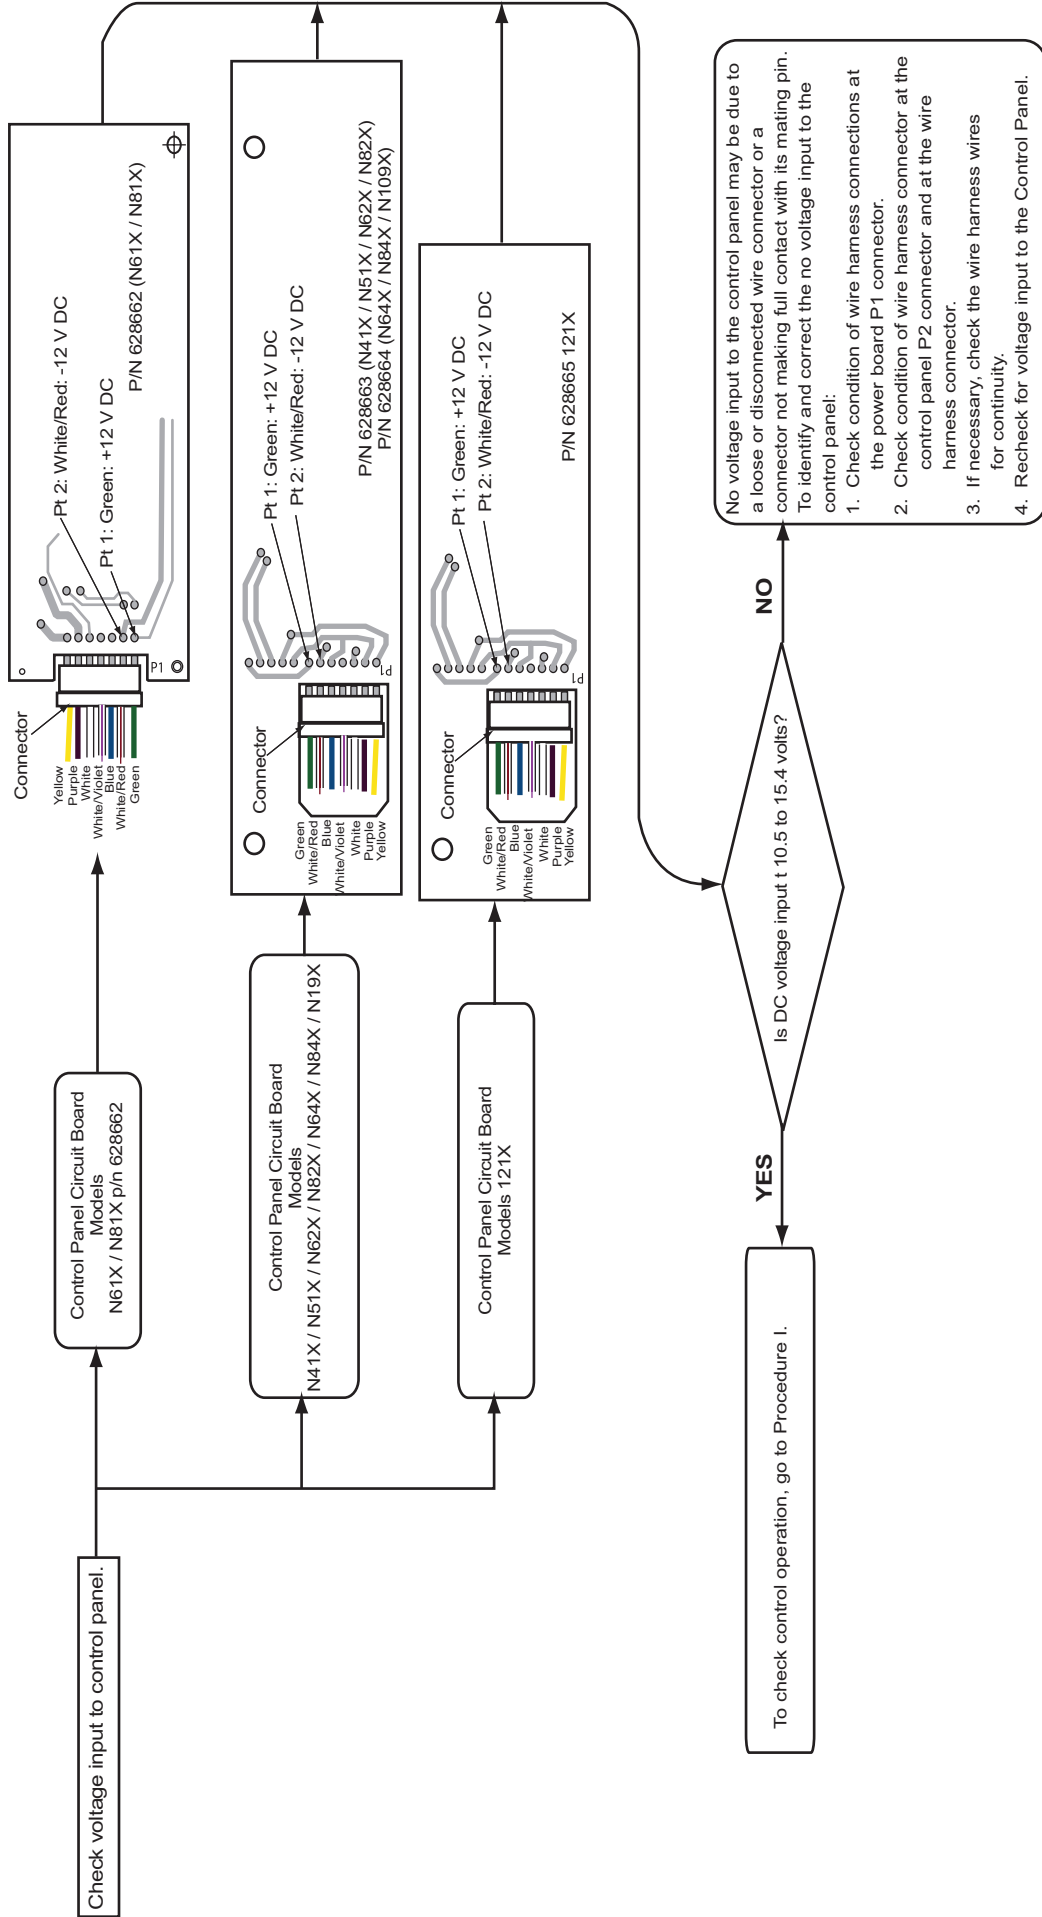 Check voltage input to control panel.
Control Panel Circuit Board
Models
N61X / N81X p/n 628662
Connector
Yellow
Purple
White
White/Violet
Blue
White/Red
Green
P1
Pt 2: White/Red: -12 V DC
Pt 1: Green: +12 V DC
P/N 628662 (N61X / N81X)
Control Panel Circuit Board
Models
N41X / N51X / N62X / N82X / N64X / N84X / N19X
Connector
Green
White/Red
Blue
White/Violet
White
Purple
Yellow
P1
Pt 1: Green: +12 V DC
Pt 2: White/Red: -12 V DC
P/N 628663 (N41X / N51X / N62X / N82X)
P/N 628664 (N64X / N84X / N109X)
Control Panel Circuit Board
Models 121X
Connector
Green
White/Red
Blue
White/Violet
White
Purple
Yellow
P1
Pt 1: Green: +12 V DC
Pt 2: White/Red: -12 V DC
P/N 628665 121X
Is DC voltage input t 10.5 to 15.4 volts?
YES
NO
To check control operation, go to Procedure I.
No voltage input to the control panel may be due to
a loose or disconnected wire connector or a
connector not making full contact with its mating pin.
To identify and correct the no voltage input to the
control panel:
1. Check condition of wire harness connections at
the power board P1 connector.
2. Check condition of wire harness connector at the
control panel P2 connector and at the wire
harness connector.
3. If necessary, check the wire harness wires
for continuity.
4. Recheck for voltage input to the Control Panel.